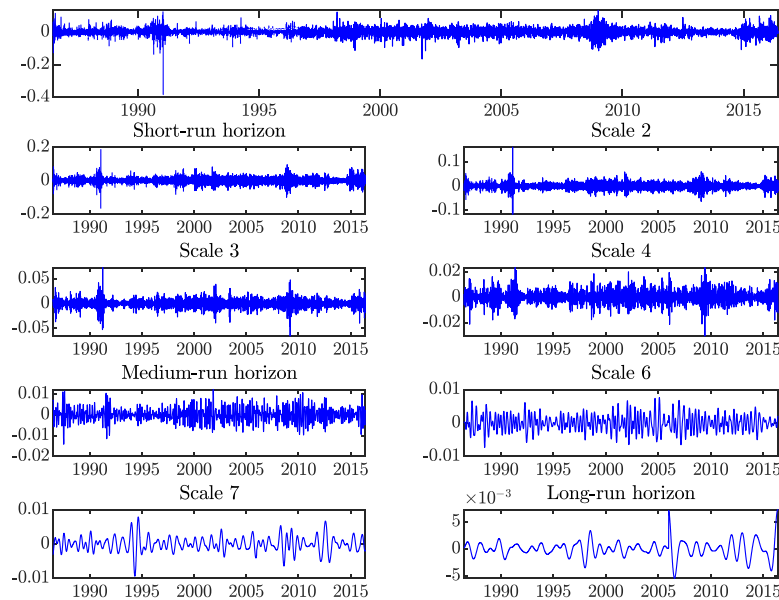 0
-0.2
-0.4
1990 1995 2000 2005 2010 2015
Short-run horizon
0.2
0
-0.2
1990 1995 2000 2005 2010 2015
Scale 2
0.1
0
-0.1
1990 1995 2000 2005 2010 2015
Scale 3
0.05
0
-0.05
1990 1995 2000 2005 2010 2015
Scale 4
0.02
0
-0.02
1990 1995 2000 2005 2010 2015
Medium-run horizon
0.01
0
-0.01
-0.02
1990 1995 2000 2005 2010 2015
Scale 6
0.01
0
-0.01
1990 1995 2000 2005 2010 2015
Scale 7
0.01
0
-0.01
1990 1995 2000 2005 2010 2015
×10⁻³ Long-run horizon
5
0
-5
1990 1995 2000 2005 2010 2015